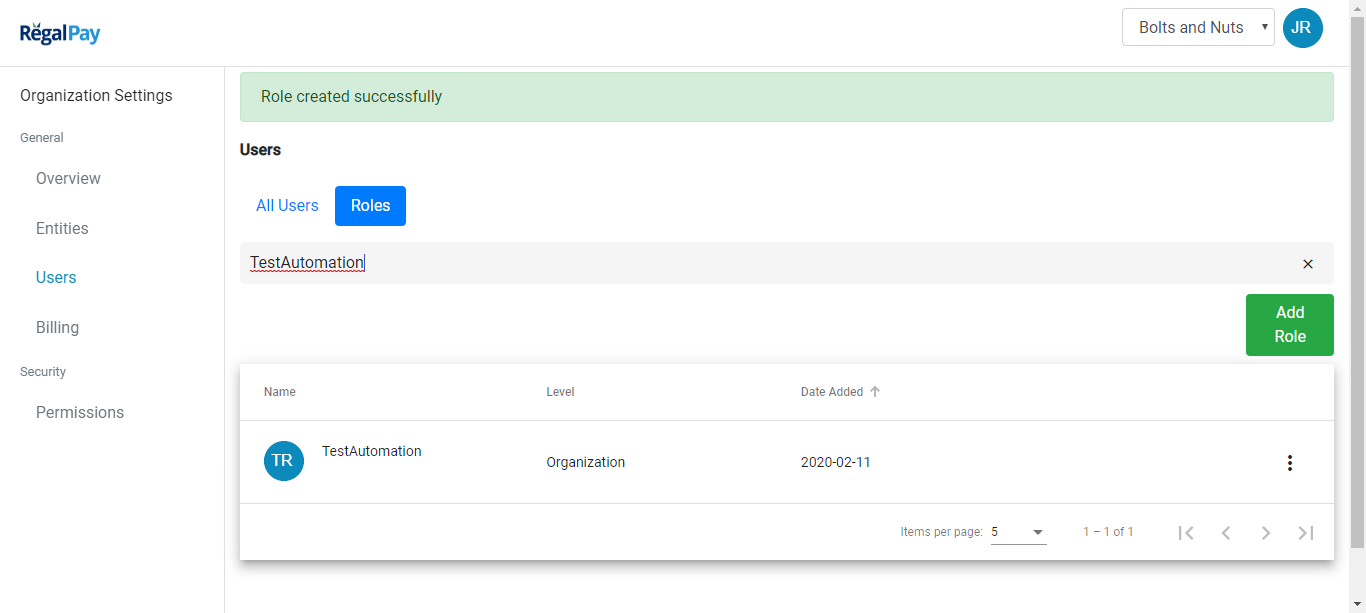 RegalPay
Bolts and Nuts
JR
Organization Settings
General
Overview
Entities
Users
Billing
Security
Permissions
Role created successfully
Users
All Users
Roles
TestAutomation
Add
Role
Name Level Date Added
TR TestAutomation Organization 2020-02-11
Items per page: 5 1 – 1 of 1